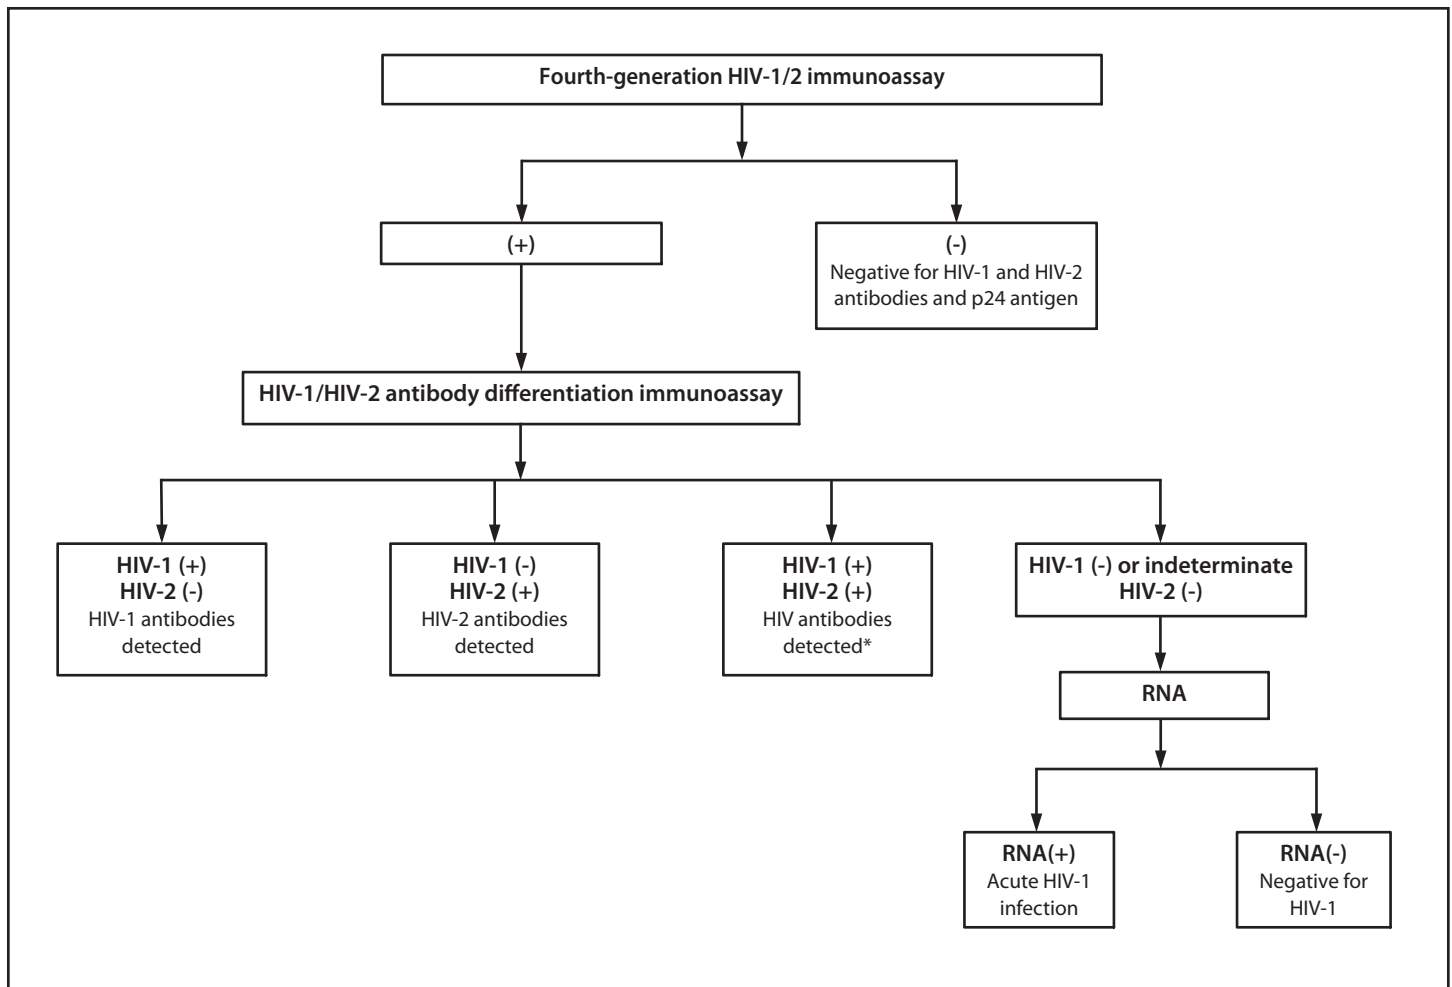 Fourth-generation HIV-1/2 immunoassay
(+)
(-)
Negative for HIV-1 and HIV-2
antibodies and p24 antigen
HIV-1/HIV-2 antibody differentiation immunoassay
HIV-1 (+)
HIV-2 (-)
HIV-1 antibodies
detected
HIV-1 (-)
HIV-2 (+)
HIV-2 antibodies
detected
HIV-1 (+)
HIV-2 (+)
HIV antibodies
detected*
HIV-1 (-) or indeterminate
HIV-2 (-)
RNA
RNA(+)
Acute HIV-1
infection
RNA(-)
Negative for
HIV-1